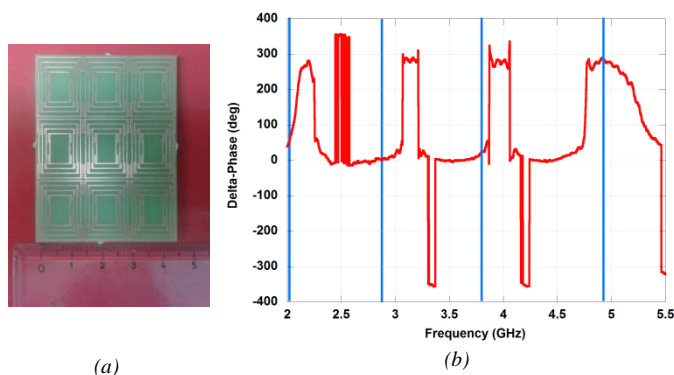 (b)
400
300
200
100
0
-100
-200
-300
-400
Delta-Phase (deg)
2 2.5 3 3.5 4 4.5 5 5.5
Frequency (GHz)
0 1 2 3 4 5
(a)
(b)